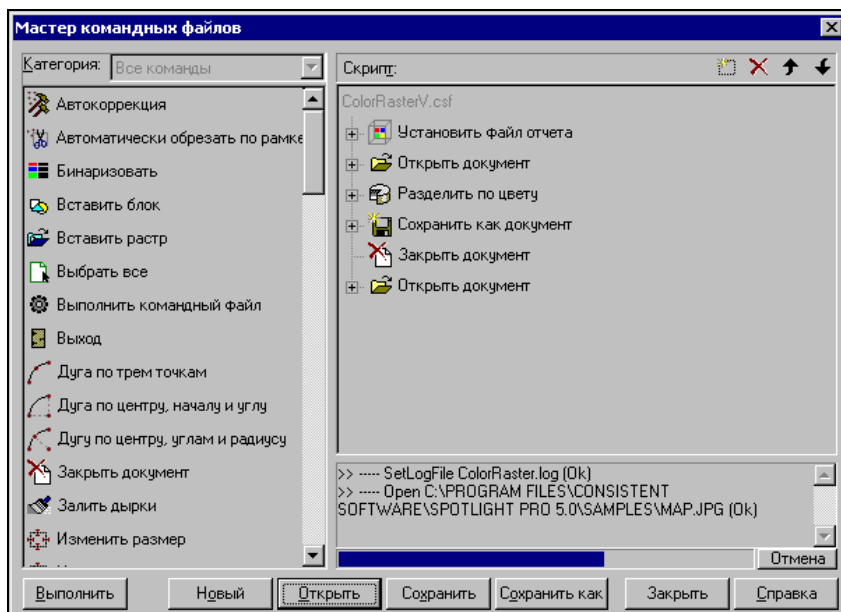 Мастер командных файлов
Категория: Все команды
Автокоррекция
Автоматически обрезать по рамке
Бинаризовать
Вставить блок
Вставить растр
Выбрать все
Выполнить командный файл
Выход
Дуга по трем точкам
Дуга по центру, началу и углу
Дугу по центру, углам и радиусу
Закрыть документ
Залить дырки
Изменить размер
Скрипт:
ColorRasterV.csf
Установить файл отчета
Открыть документ
Разделить по цвету
Сохранить как документ
Закрыть документ
Открыть документ
>> ----- SetLogFile ColorRaster.log (Ok)
>> ----- Open C:\PROGRAM FILES\CONSISTENT
SOFTWARE\SPOTLIGHT PRO 5.0\SAMPLES\MAP.JPG (Ok)
Отмена
Выполнить Новый Открыть Сохранить Сохранить как Закрыть Справка